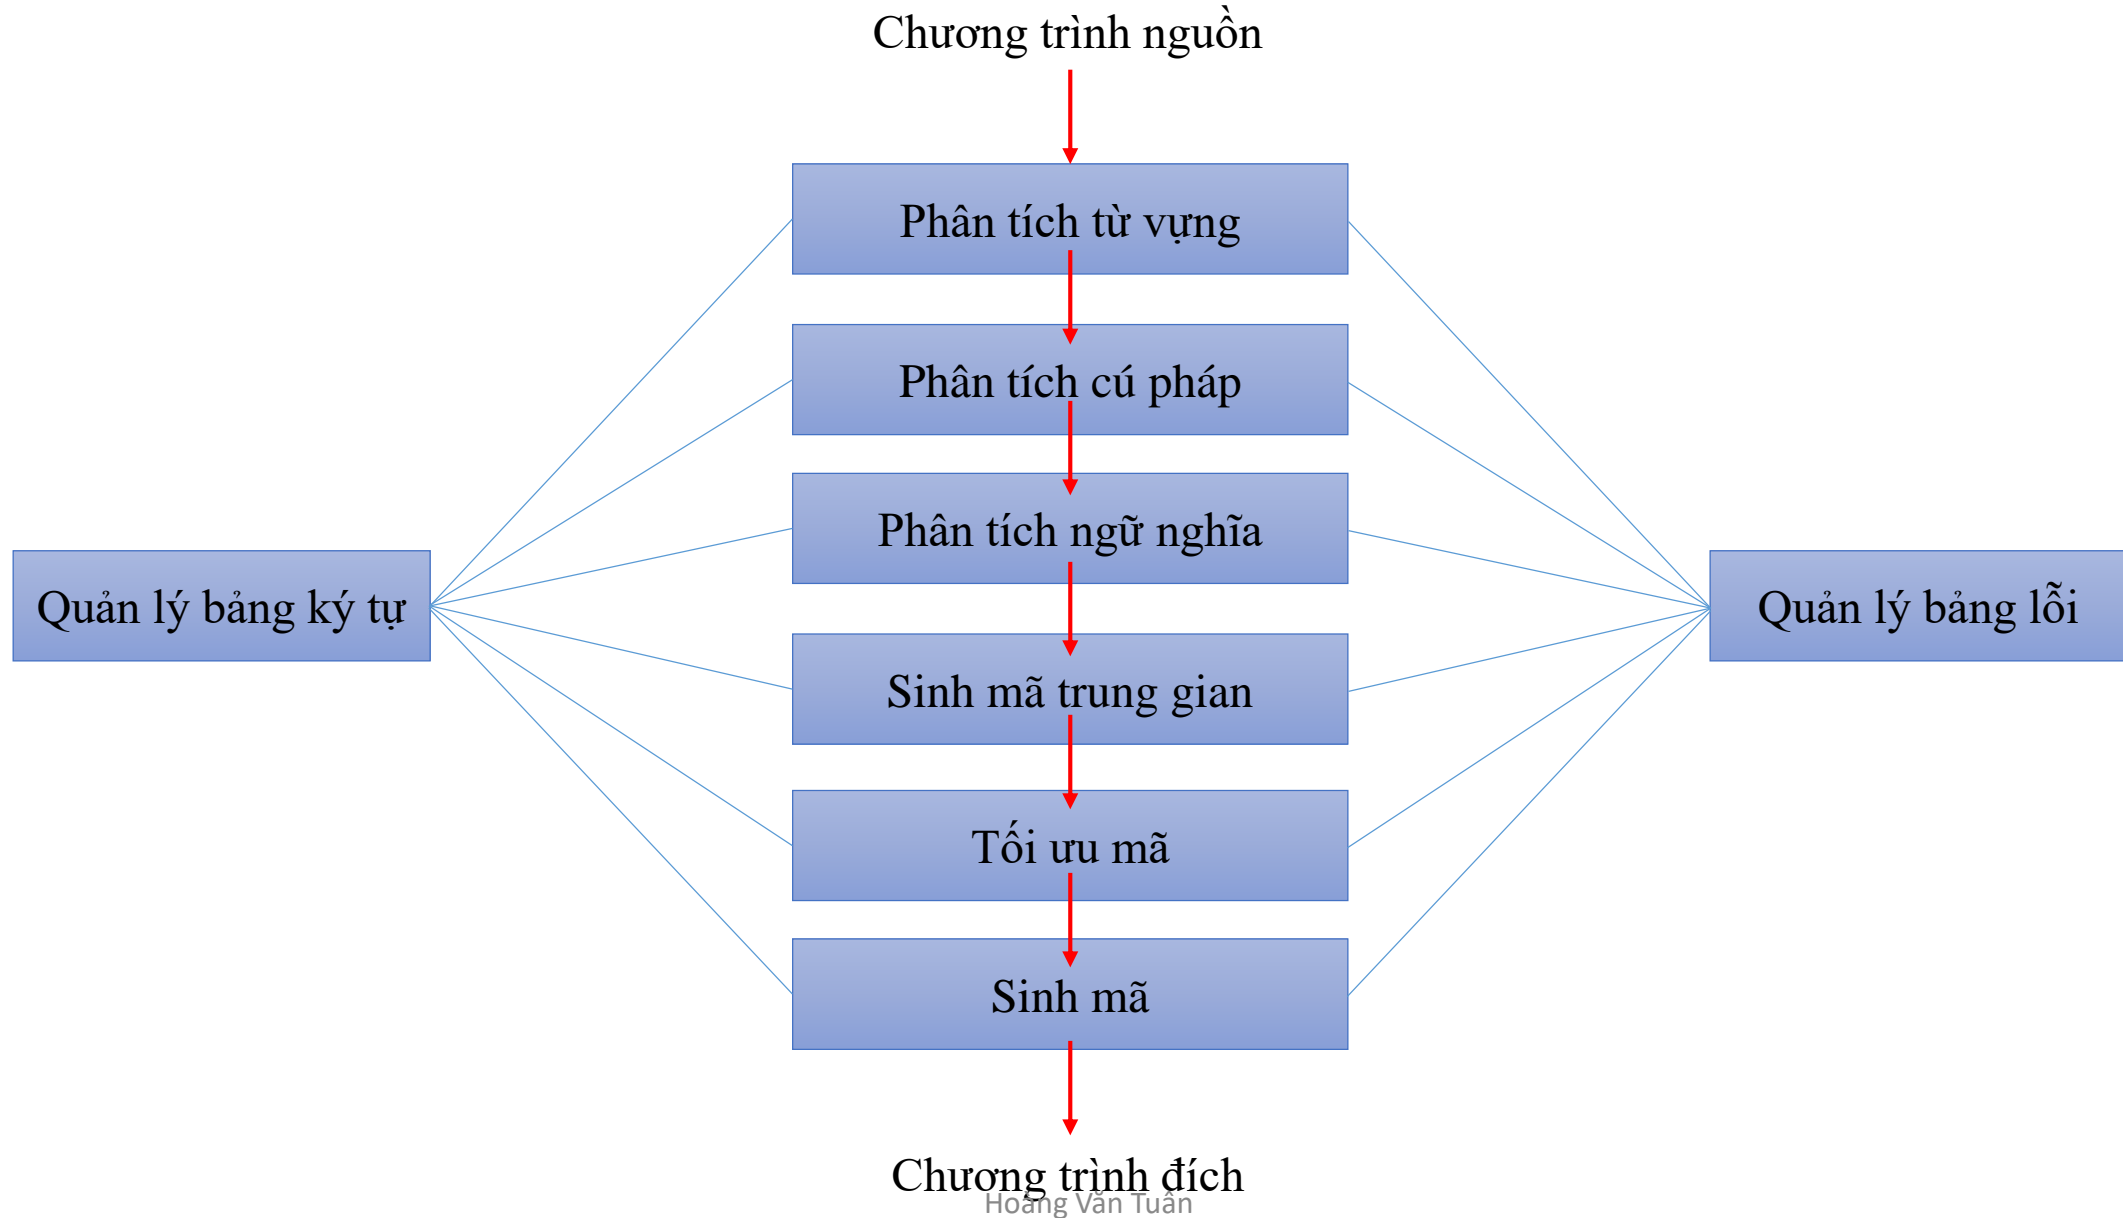 Chương trình nguồn
Phân tích từ vựng
Phân tích cú pháp
Phân tích ngữ nghĩa
Quản lý bảng ký tự
Quản lý bảng lỗi
Sinh mã trung gian
Tối ưu mã
Sinh mã
Chương trình đích
Hoàng Văn Tuân